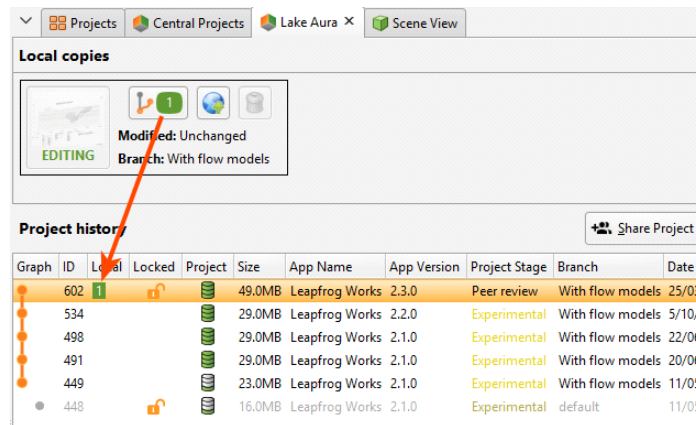 Projects Central Projects Lake Aura × Scene View
Local copies
1
EDITING
Modified: Unchanged
Branch: With flow models
Project history
Share Project
Graph ID Local Locked Project Size App Name App Version Project Stage Branch Date
602 1 49.0MB Leapfrog Works 2.3.0 Peer review With flow models 25/03
534 29.0MB Leapfrog Works 2.2.0 Experimental With flow models 5/10/
498 29.0MB Leapfrog Works 2.1.0 Experimental With flow models 22/06
491 29.0MB Leapfrog Works 2.1.0 Experimental With flow models 20/06
449 23.0MB Leapfrog Works 2.1.0 Experimental With flow models 11/05
448 16.0MB Leapfrog Works 2.1.0 Experimental default 11/05